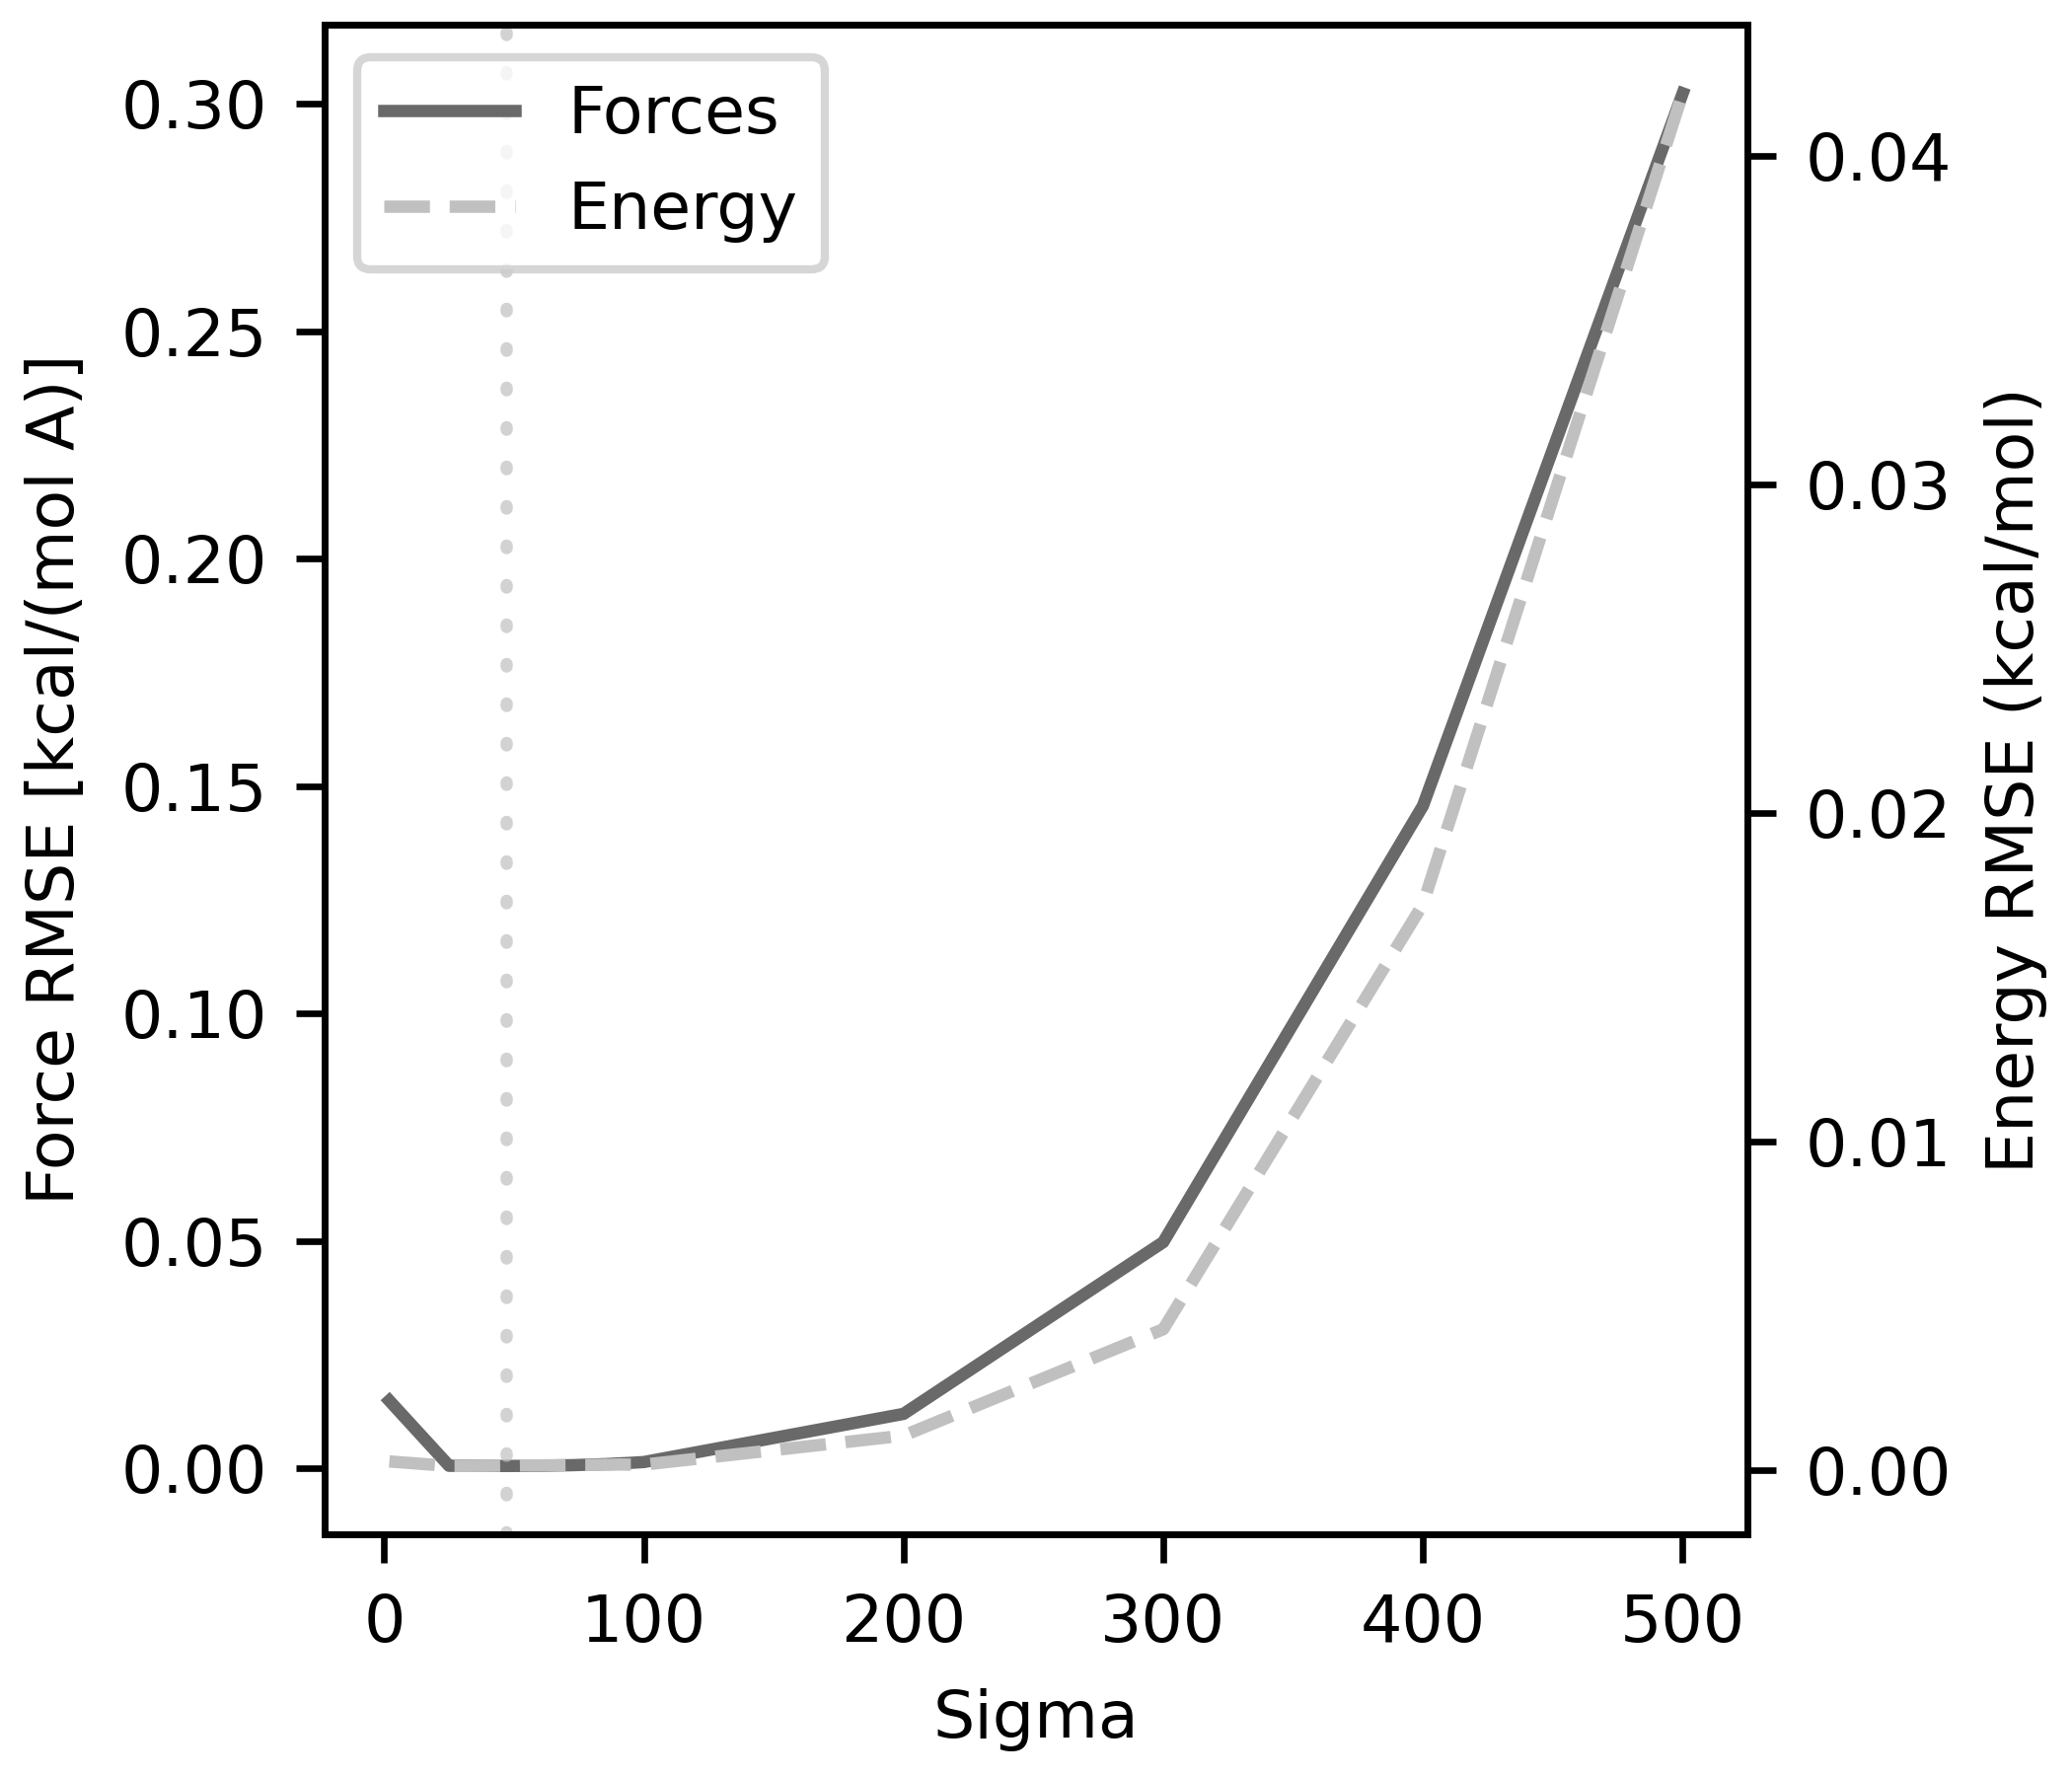 Forces
Energy
0.30
0.25
0.20
0.15
0.10
0.05
0.00
Force RMSE [kcal/(mol A)]
0.04
0.03
0.02
0.01
0.00
Energy RMSE (kcal/mol)
0 100 200 300 400 500
Sigma